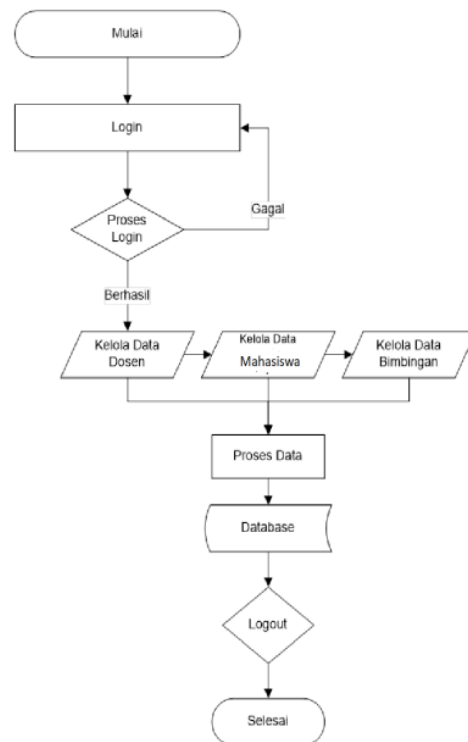 Mulai
Login
Gagal
Proses
Login
Berhasil
Kelola Data
Dosen
Kelola Data
Mahasiswa
Kelola Data
Bimbingan
Proses Data
Database
Logout
Selesai